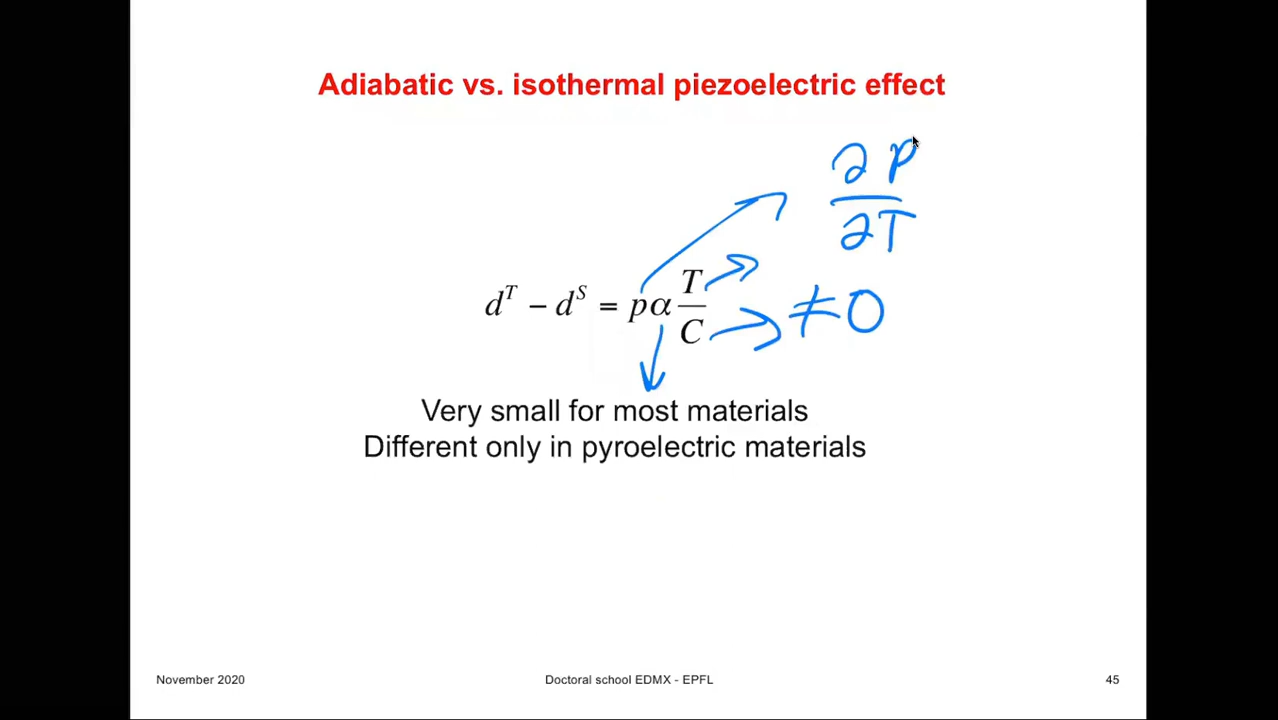 Adiabatic vs. isothermal piezoelectric effect
∂P
∂T
d^T − d^S = pα T/C
≠0
Very small for most materials
Different only in pyroelectric materials
November 2020
Doctoral school EDMX - EPFL
45